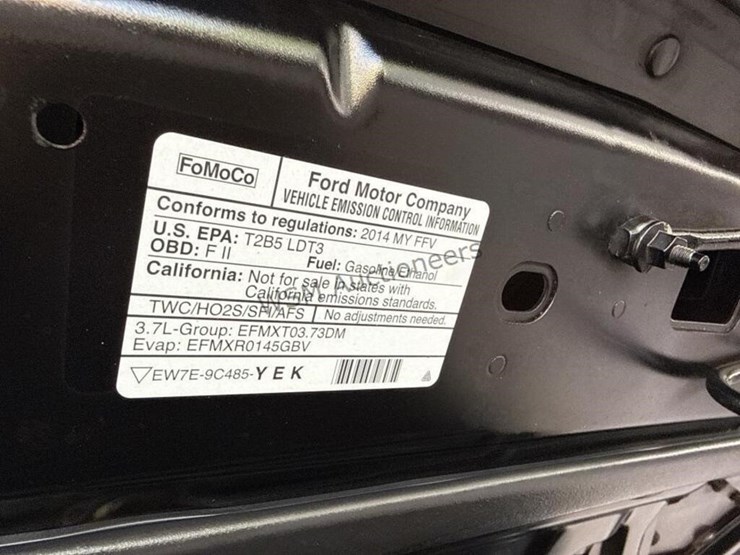 FoMoCo
Ford Motor Company
VEHICLE EMISSION CONTROL INFORMATION
Conforms to regulations: 2014 MY FFV
U.S. EPA: T2B5 LDT3
OBD: F II Fuel: Gasoline/Ethanol
California: Not for sale in states with
California emissions standards.
TWC/HO2S/SFI/AFS No adjustments needed.
3.7L-Group: EFMXT03.73DM
Evap: EFMXR0145GBV
EW7E-9C485-Y E K
Auctioneers